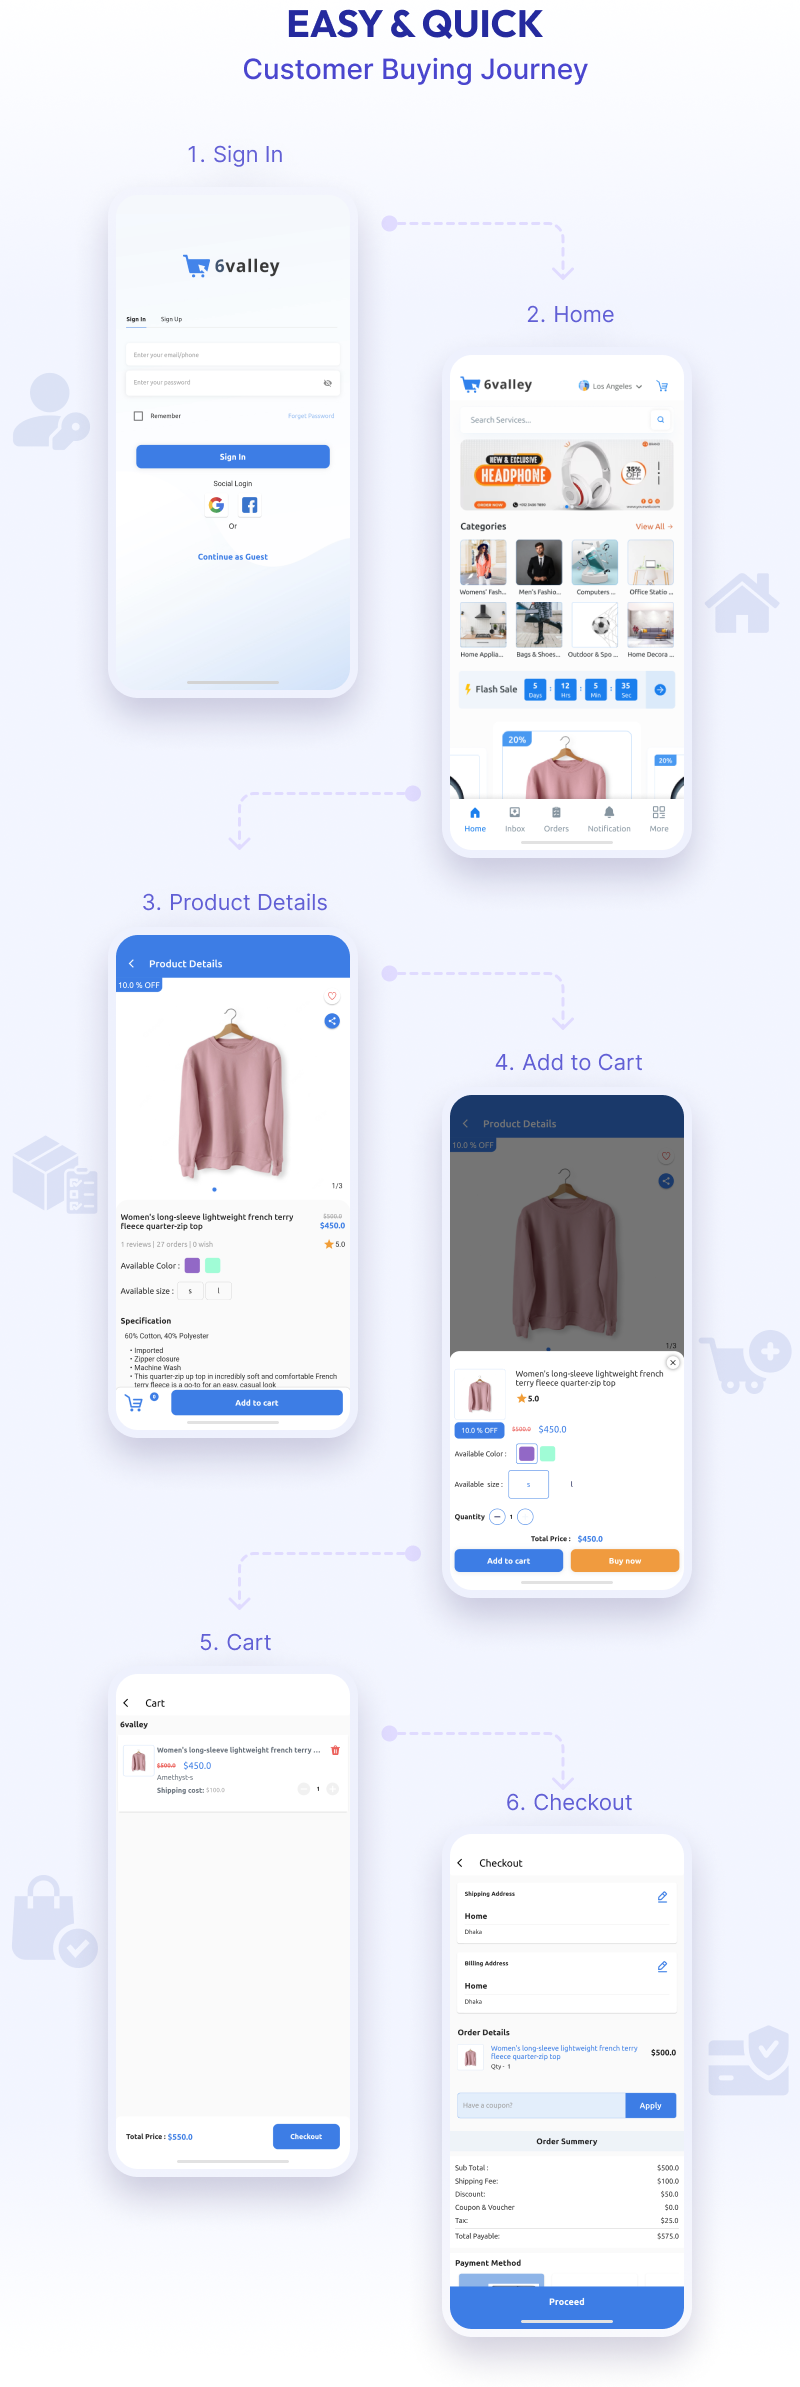 EASY & QUICK
Customer Buying Journey
1. Sign In
6valley
Sign In
Sign Up
Enter your email/phone
Enter your password
Remember
Forget Password
Sign In
Social Login
Or
Continue as Guest
2. Home
6valley
Los Angeles
Search Services...
NEW & EXCLUSIVE
HEADPHONE
35%
OFF
ORDER NOW
Categories
View All →
Womens' Fash...
Men's Fashio...
Computers ...
Office Statio ...
Home Applia...
Bags & Shoes...
Outdoor & Spo ...
Home Decora ...
Flash Sale
5 Days : 12 Hrs : 5 Min : 35 Sec
20%
20%
Home
Inbox
Orders
Notification
More
3. Product Details
Product Details
10.0 % OFF
1/3
Women's long-sleeve lightweight french terry
fleece quarter-zip top
$500.0
$450.0
1 reviews | 27 orders | 0 wish
5.0
Available Color :
Available size :
s
l
Specification
60% Cotton, 40% Polyester
• Imported
• Zipper closure
• Machine Wash
• This quarter-zip up top in incredibly soft and comfortable French
terry fleece is a go-to for an easy, casual look
Add to cart
4. Add to Cart
Product Details
10.0 % OFF
1/3
Women's long-sleeve lightweight french
terry fleece quarter-zip top
5.0
10.0 % OFF
$500.0
$450.0
Available Color :
Available size :
s
l
Quantity
1
Total Price :
$450.0
Add to cart
Buy now
5. Cart
Cart
6valley
Women's long-sleeve lightweight french terry ...
$500.0
$450.0
Amethyst-s
Shipping cost: $100.0
1
Total Price : $550.0
Checkout
6. Checkout
Checkout
Shipping Address
Home
Dhaka
Billing Address
Home
Dhaka
Order Details
Women's long-sleeve lightweight french terry
fleece quarter-zip top
$500.0
Qty - 1
Have a coupon?
Apply
Order Summery
Sub Total : $500.0
Shipping Fee: $100.0
Discount: $50.0
Coupon & Voucher $0.0
Tax: $25.0
Total Payable: $575.0
Payment Method
Proceed